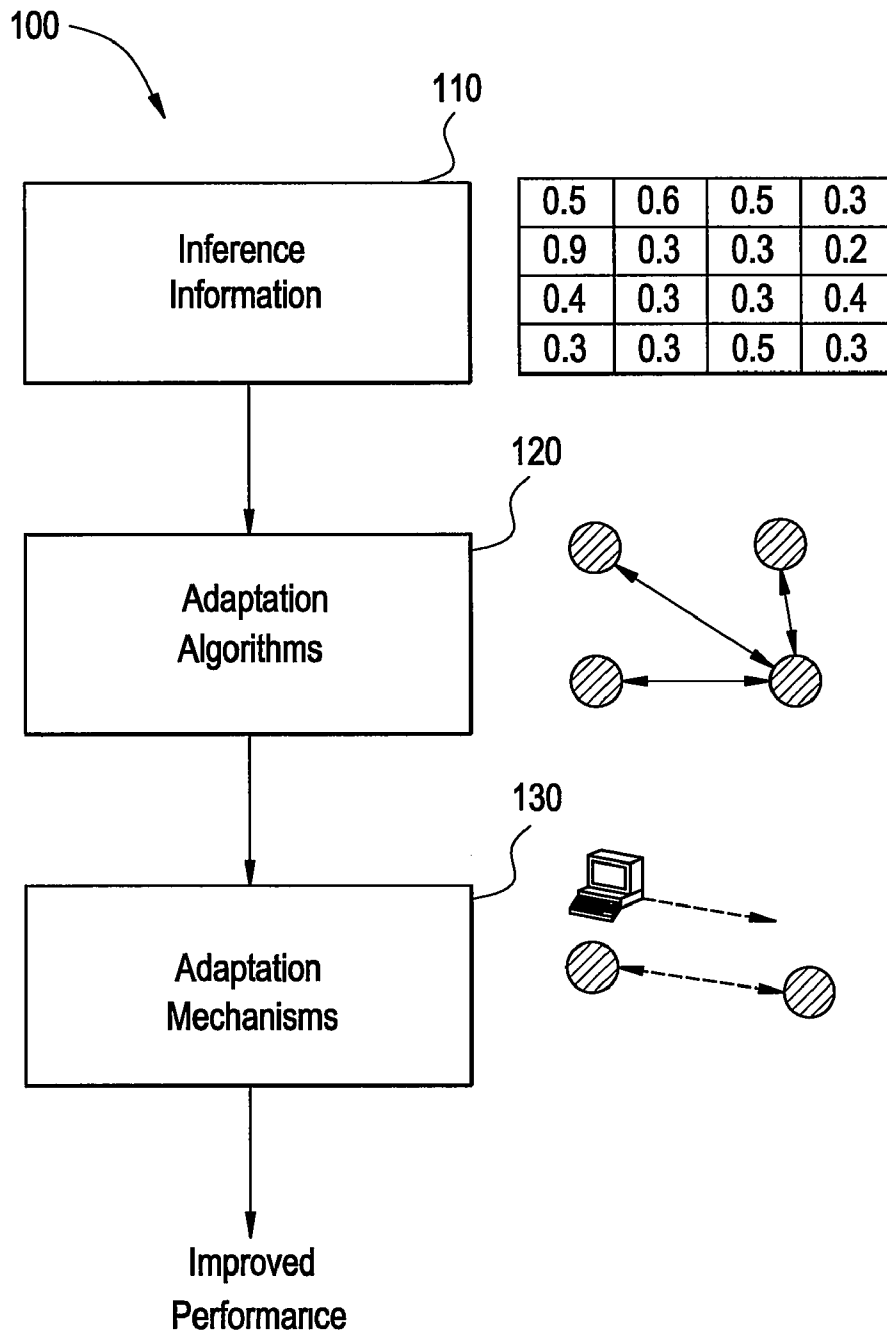 100
110
Inference
Information
0.5 0.6 0.5 0.3
0.9 0.3 0.3 0.2
0.4 0.3 0.3 0.4
0.3 0.3 0.5 0.3
120
Adaptation
Algorithms
130
Adaptation
Mechanisms
Improved
Performance